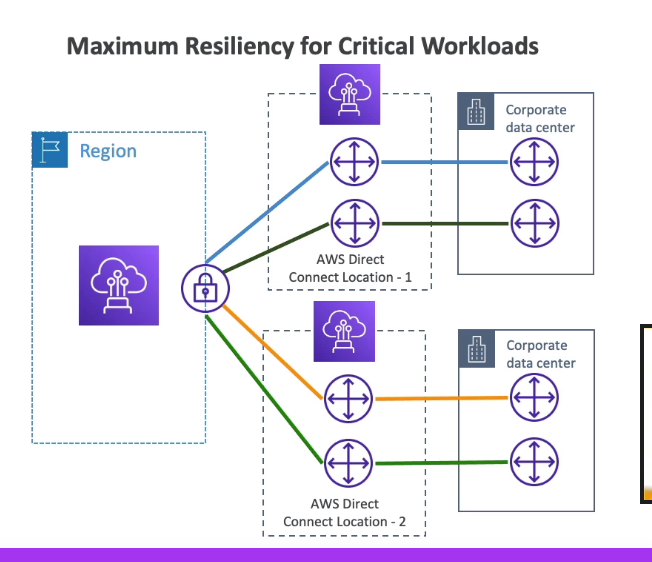 Maximum Resiliency for Critical Workloads
Region
Corporate
data center
AWS Direct
Connect Location - 1
Corporate
data center
AWS Direct
Connect Location - 2